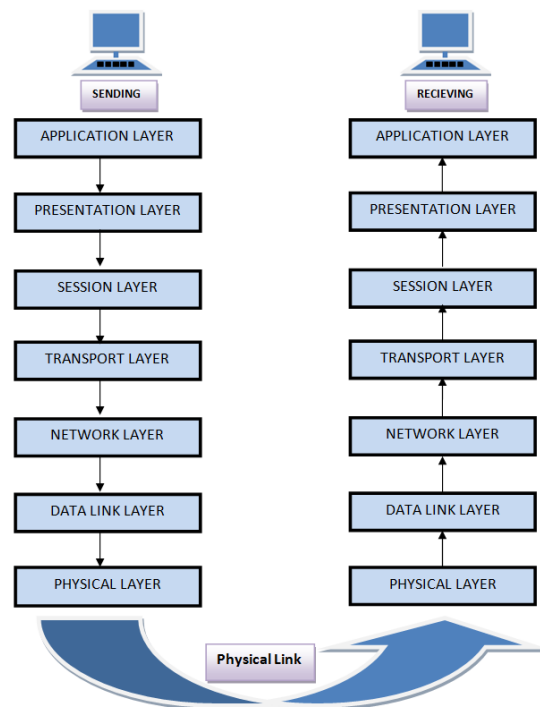 SENDING
APPLICATION LAYER
PRESENTATION LAYER
SESSION LAYER
TRANSPORT LAYER
NETWORK LAYER
DATA LINK LAYER
PHYSICAL LAYER
RECIEVING
APPLICATION LAYER
PRESENTATION LAYER
SESSION LAYER
TRANSPORT LAYER
NETWORK LAYER
DATA LINK LAYER
PHYSICAL LAYER
Physical Link